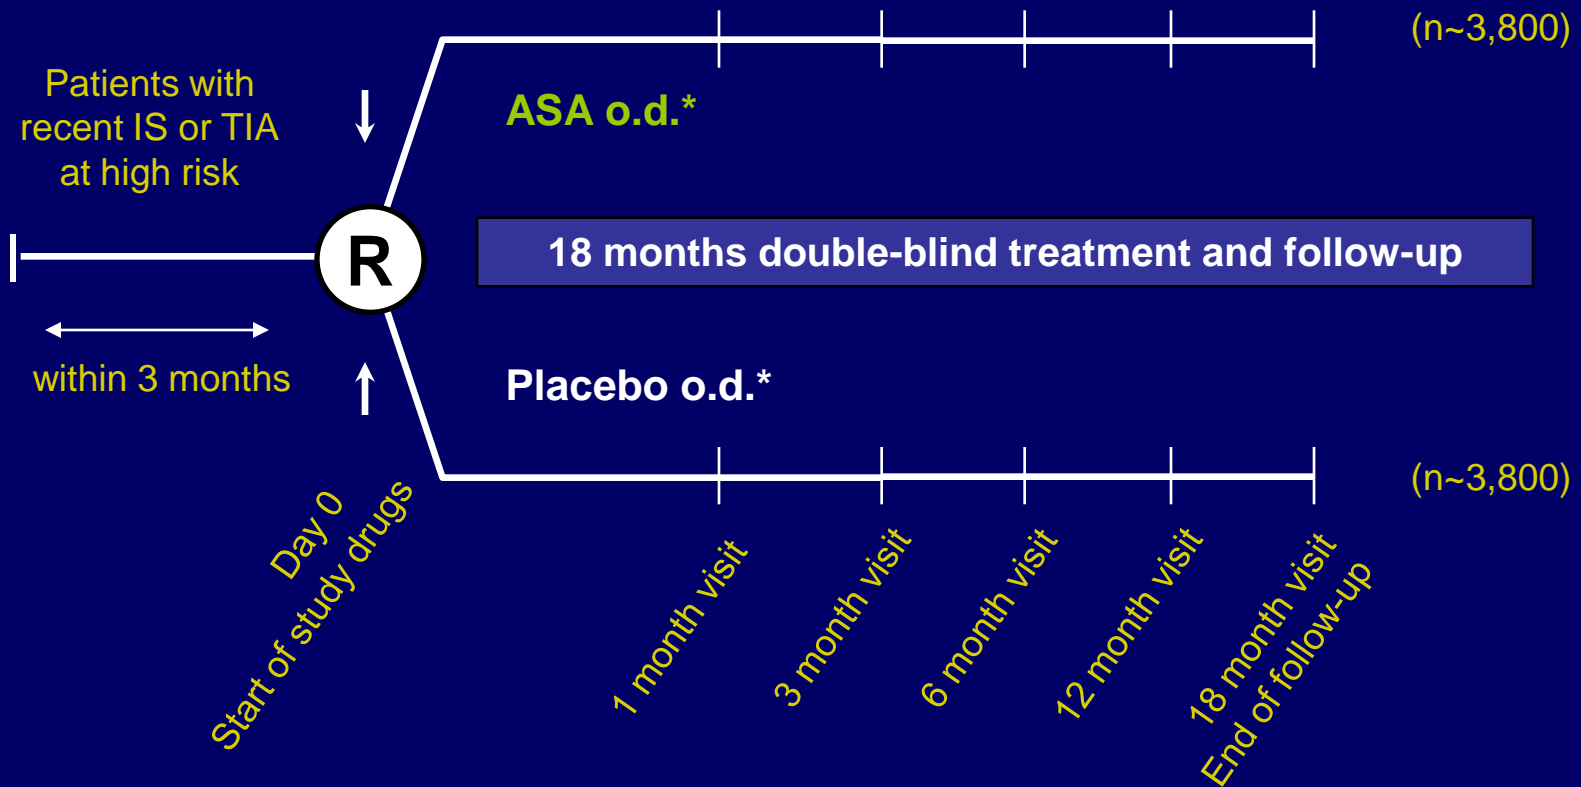 (n~3,800)
Patients with
recent IS or TIA
at high risk
ASA o.d.*
R
18 months double-blind treatment and follow-up
within 3 months
Placebo o.d.*
(n~3,800)
Day 0
Start of study drugs
1 month visit
3 month visit
6 month visit
12 month visit
18 month visit
End of follow-up